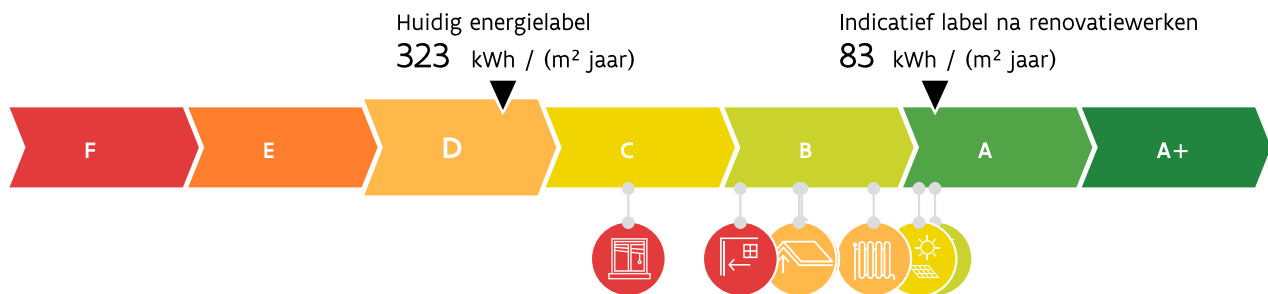 Huidig energielabel
323 kWh / (m² jaar)
Indicatief label na renovatiewerken
83 kWh / (m² jaar)
F
E
D
C
B
A
A+